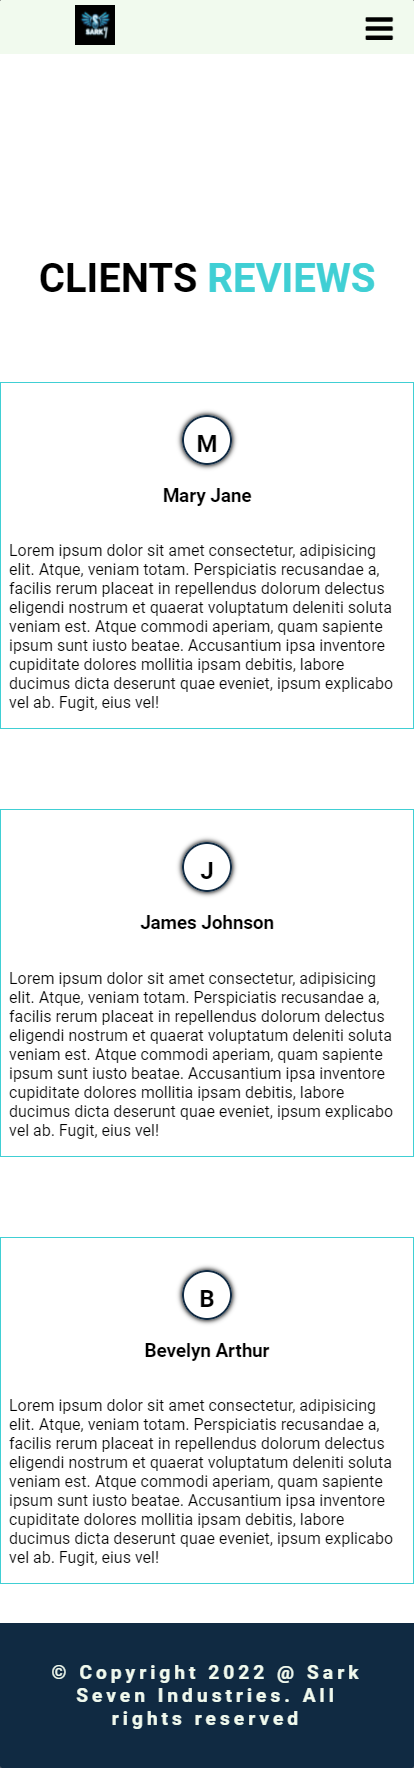 SARK7
CLIENTS REVIEWS
M
Mary Jane
Lorem ipsum dolor sit amet consectetur, adipisicing
elit. Atque, veniam totam. Perspiciatis recusandae a,
facilis rerum placeat in repellendus dolorum delectus
eligendi nostrum et quaerat voluptatum deleniti soluta
veniam est. Atque commodi aperiam, quam sapiente
ipsum sunt iusto beatae. Accusantium ipsa inventore
cupiditate dolores mollitia ipsam debitis, labore
ducimus dicta deserunt quae eveniet, ipsum explicabo
vel ab. Fugit, eius vel!
J
James Johnson
Lorem ipsum dolor sit amet consectetur, adipisicing
elit. Atque, veniam totam. Perspiciatis recusandae a,
facilis rerum placeat in repellendus dolorum delectus
eligendi nostrum et quaerat voluptatum deleniti soluta
veniam est. Atque commodi aperiam, quam sapiente
ipsum sunt iusto beatae. Accusantium ipsa inventore
cupiditate dolores mollitia ipsam debitis, labore
ducimus dicta deserunt quae eveniet, ipsum explicabo
vel ab. Fugit, eius vel!
B
Bevelyn Arthur
Lorem ipsum dolor sit amet consectetur, adipisicing
elit. Atque, veniam totam. Perspiciatis recusandae a,
facilis rerum placeat in repellendus dolorum delectus
eligendi nostrum et quaerat voluptatum deleniti soluta
veniam est. Atque commodi aperiam, quam sapiente
ipsum sunt iusto beatae. Accusantium ipsa inventore
cupiditate dolores mollitia ipsam debitis, labore
ducimus dicta deserunt quae eveniet, ipsum explicabo
vel ab. Fugit, eius vel!
© Copyright 2022 @ Sark
Seven Industries. All
rights reserved